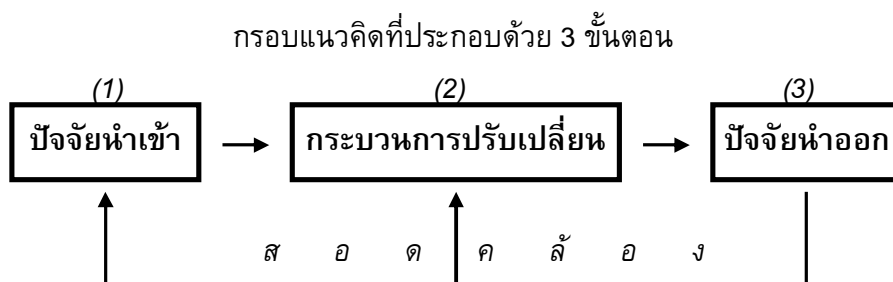 กรอบแนวคิดที่ประกอบด้วย 3 ขั้นตอน
(1) (2) (3)
ปัจจัยนำเข้า กระบวนการปรับเปลี่ยน ปัจจัยนำออก
ส อ ด ค ล้ อ ง